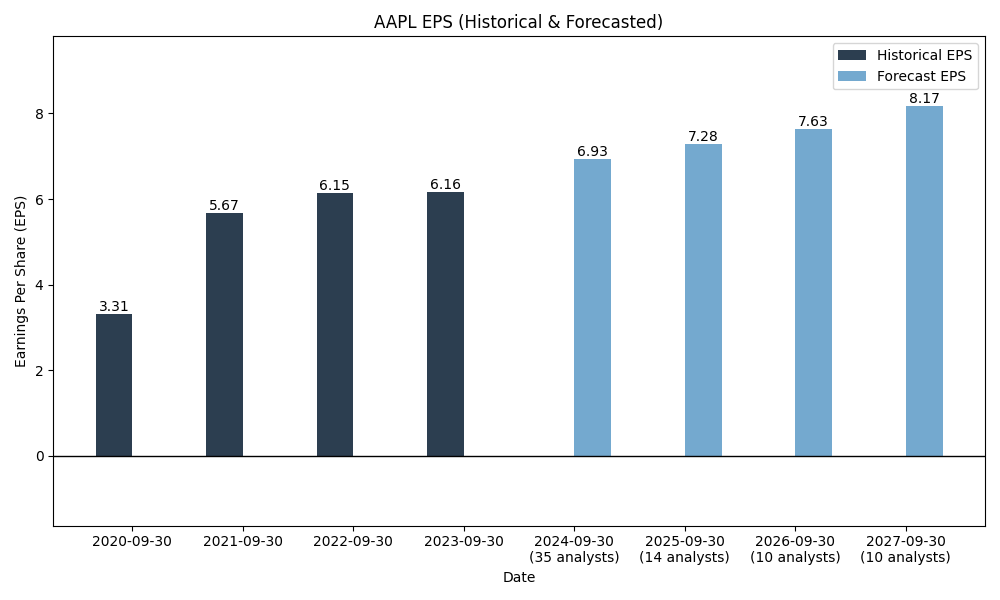 AAPL EPS (Historical & Forecasted)
Historical EPS
Forecast EPS
Earnings Per Share (EPS)
8
6
4
2
0
3.31
5.67
6.15
6.16
6.93
7.28
7.63
8.17
2020-09-30
2021-09-30
2022-09-30
2023-09-30
2024-09-30
(35 analysts)
2025-09-30
(14 analysts)
2026-09-30
(10 analysts)
2027-09-30
(10 analysts)
Date